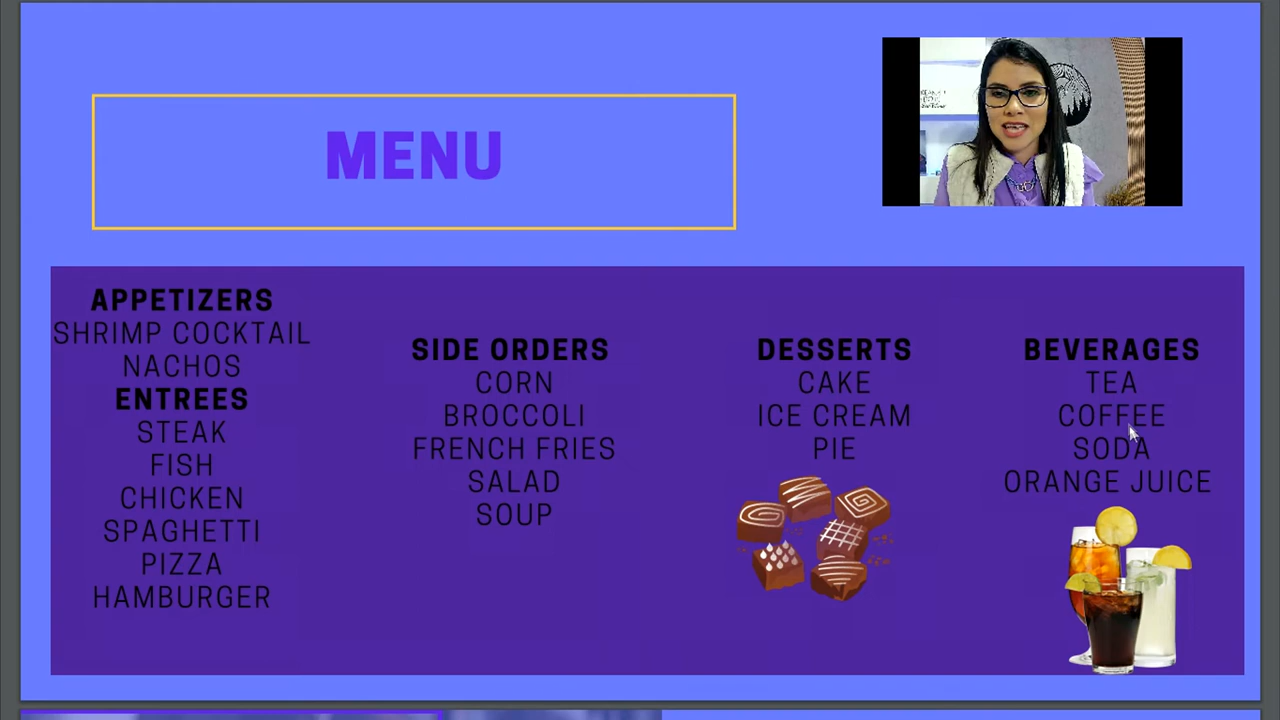 MENU
APPETIZERS
SHRIMP COCKTAIL
NACHOS
ENTREES
STEAK
FISH
CHICKEN
SPAGHETTI
PIZZA
HAMBURGER
SIDE ORDERS
CORN
BROCCOLI
FRENCH FRIES
SALAD
SOUP
DESSERTS
CAKE
ICE CREAM
PIE
BEVERAGES
TEA
COFFEE
SODA
ORANGE JUICE